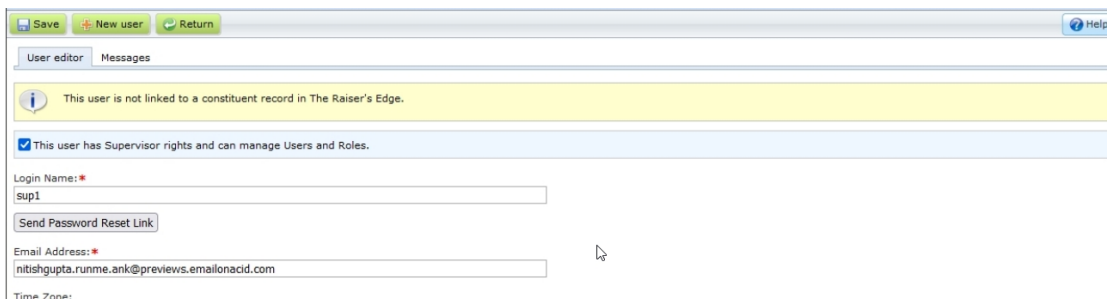 Save New user Return Help
User editor Messages
This user is not linked to a constituent record in The Raiser's Edge.
This user has Supervisor rights and can manage Users and Roles.
Login Name:*
sup1
Send Password Reset Link
Email Address:*
nitishgupta.runme.ank@previews.emailonacid.com
Time Zone: